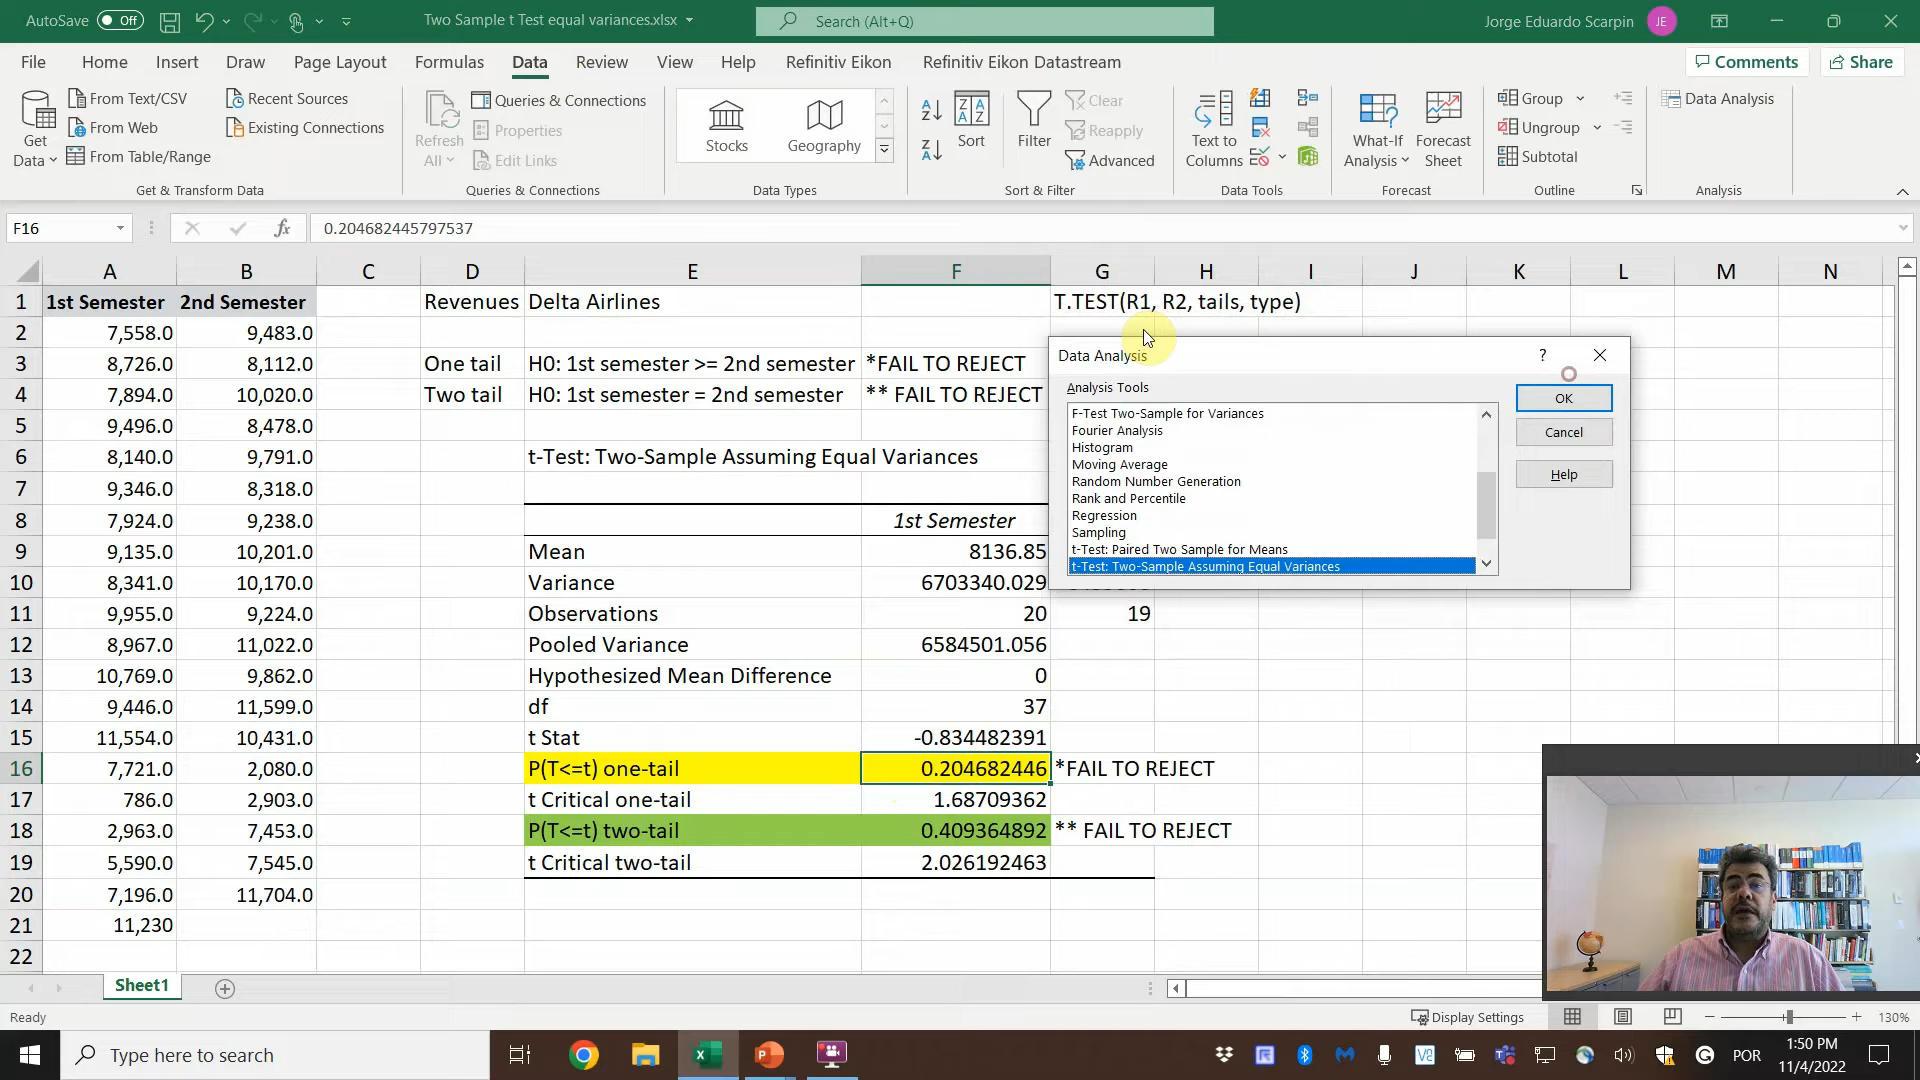 AutoSave Off
Two Sample t Test equal variances.xlsx
Search (Alt+Q)
Jorge Eduardo Scarpin JE
File Home Insert Draw Page Layout Formulas Data Review View Help Refinitiv Eikon Refinitiv Eikon Datastream Comments Share
Get Data
From Text/CSV
From Web
From Table/Range
Recent Sources
Existing Connections
Get & Transform Data
Refresh All
Queries & Connections
Properties
Edit Links
Queries & Connections
Stocks
Geography
Data Types
Sort
Filter
Clear
Reapply
Advanced
Sort & Filter
Text to Columns
Data Tools
What-If Analysis
Forecast Sheet
Forecast
Group
Ungroup
Subtotal
Outline
Data Analysis
Analysis
F16 fx 0.204682445797537
A B C D E F G H I J K L M N
1 1st Semester 2nd Semester Revenues Delta Airlines T.TEST(R1, R2, tails, type)
2 7,558.0 9,483.0
3 8,726.0 8,112.0 One tail H0: 1st semester >= 2nd semester *FAIL TO REJECT
4 7,894.0 10,020.0 Two tail H0: 1st semester = 2nd semester ** FAIL TO REJECT
5 9,496.0 8,478.0
6 8,140.0 9,791.0 t-Test: Two-Sample Assuming Equal Variances
7 9,346.0 8,318.0
8 7,924.0 9,238.0 1st Semester
9 9,135.0 10,201.0 Mean 8136.85
10 8,341.0 10,170.0 Variance 6703340.029
11 9,955.0 9,224.0 Observations 20 19
12 8,967.0 11,022.0 Pooled Variance 6584501.056
13 10,769.0 9,862.0 Hypothesized Mean Difference 0
14 9,446.0 11,599.0 df 37
15 11,554.0 10,431.0 t Stat -0.834482391
16 7,721.0 2,080.0 P(T<=t) one-tail 0.204682446 *FAIL TO REJECT
17 786.0 2,903.0 t Critical one-tail 1.68709362
18 2,963.0 7,453.0 P(T<=t) two-tail 0.409364892 ** FAIL TO REJECT
19 5,590.0 7,545.0 t Critical two-tail 2.026192463
20 7,196.0 11,704.0
21 11,230
22
Data Analysis ?
Analysis Tools
F-Test Two-Sample for Variances
Fourier Analysis
Histogram
Moving Average
Random Number Generation
Rank and Percentile
Regression
Sampling
t-Test: Paired Two Sample for Means
t-Test: Two-Sample Assuming Equal Variances
OK
Cancel
Help
Sheet1
Ready
Display Settings
130%
Type here to search
POR
1:50 PM
11/4/2022